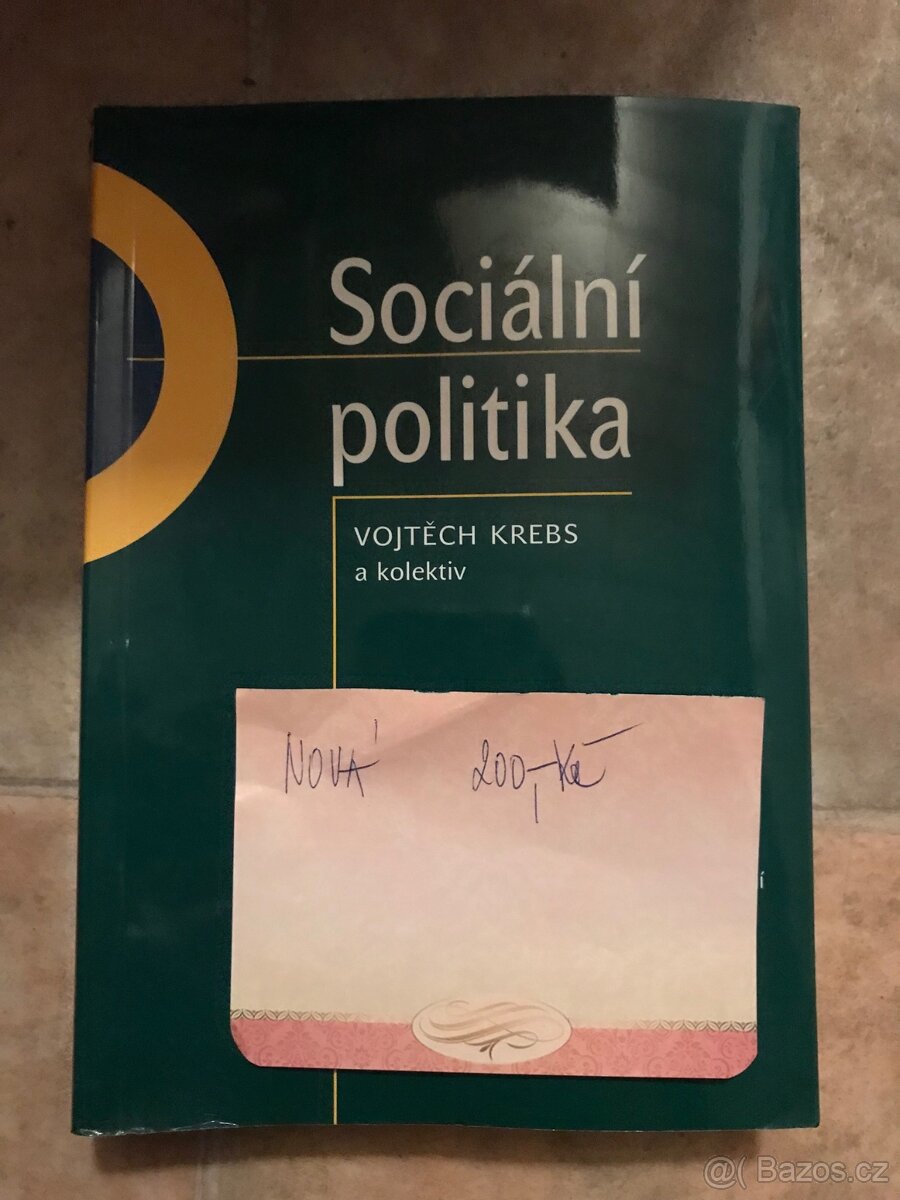 Sociální
politika
VOJTĚCH KREBS
a kolektiv
NOVÁ 200,- Kč
í
@( Bazos.cz